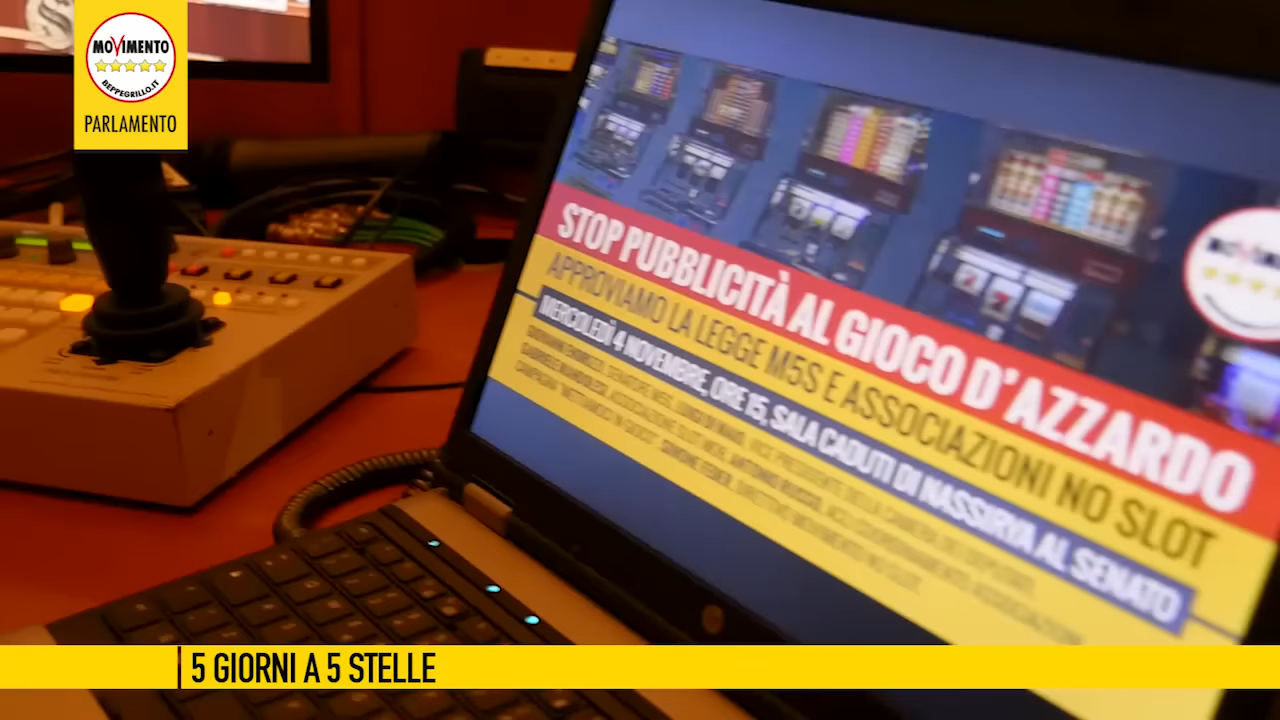 MOVIMENTO
BEPPEGRILLO.IT
PARLAMENTO
STOP PUBBLICITÀ AL GIOCO D'AZZARDO
APPROVIAMO LA LEGGE M5S E ASSOCIAZIONI NO SLOT
MERCOLEDÌ 4 NOVEMBRE, ORE 15, SALA CADUTI DI NASSIRYA AL SENATO
5 GIORNI A 5 STELLE